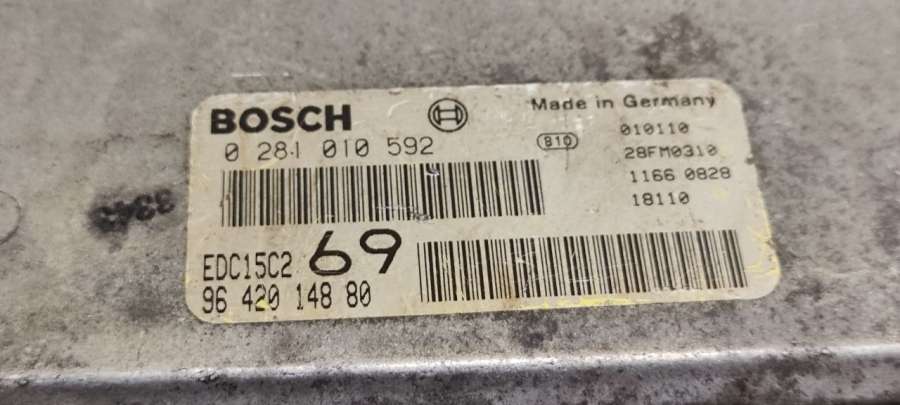 BOSCH
Made in Germany
0 281 010 592
810
010110
28FM0310
1166 0828
18110
EDC15C2 69
96 420 148 80